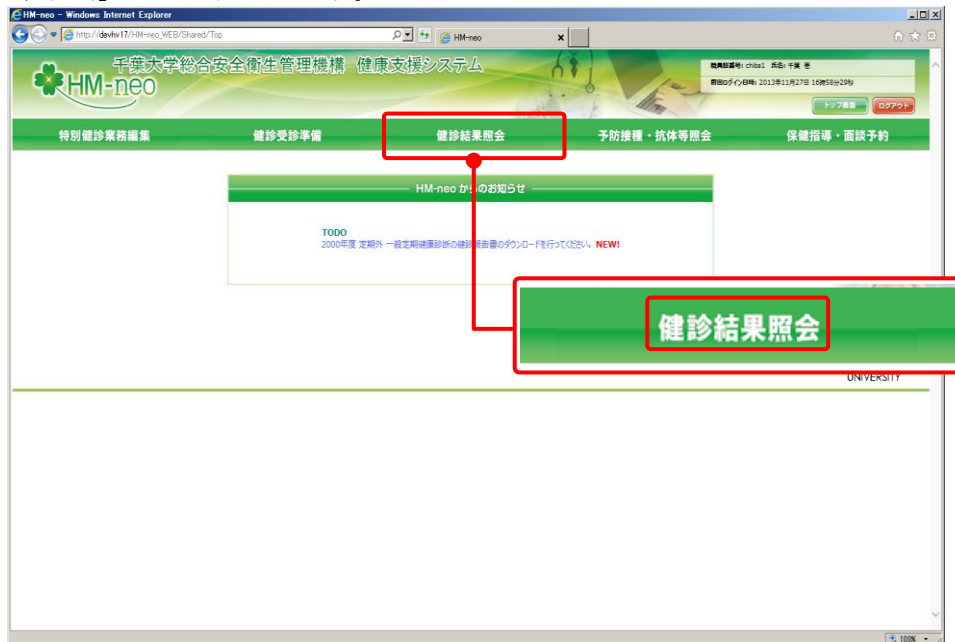 HM-neo - Windows Internet Explorer
http://devhv17/HM-neo_WEB/Shared/Top
HM-neo
千葉大学総合安全衛生管理機構 健康支援システム
HM-neo
職員証番号: chiba1 氏名: 千葉 壱
前回ログイン日時: 2013年11月27日 16時58分29秒
トップ画面 ログアウト
特別健診業務編集 健診受診準備 健診結果照会 予防接種・抗体等照会 保健指導・面談予約
HM-neo からのお知らせ
TODO
2000年度 定期外 一般定期健康診断の健診報告書のダウンロードを行ってください。 NEW!
健診結果照会
UNIVERSITY
100%